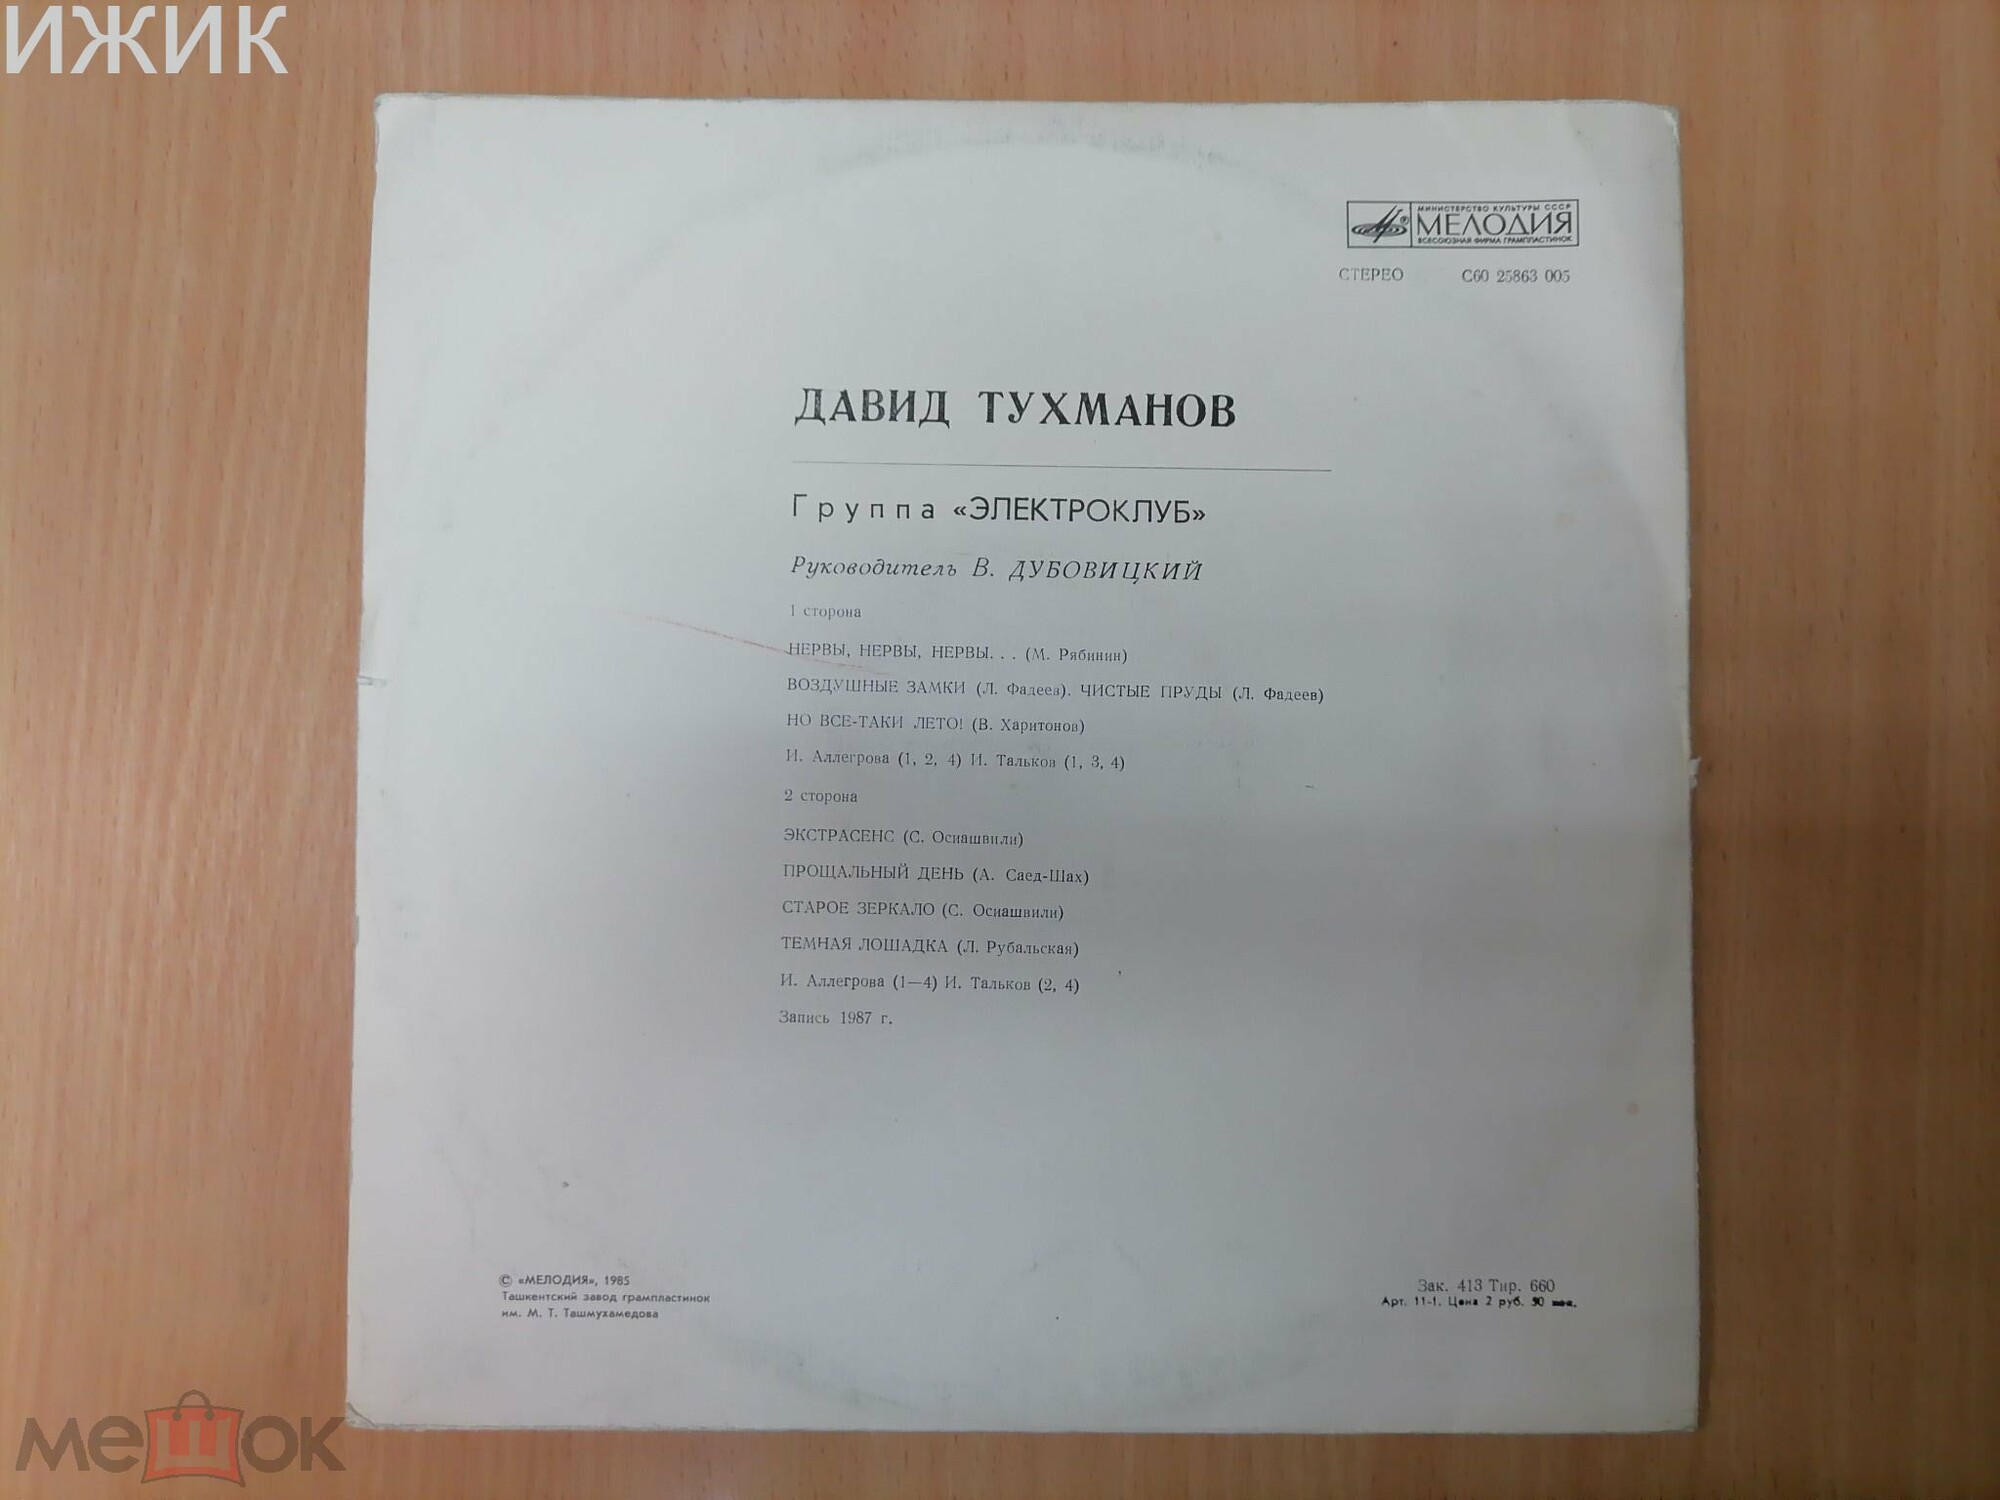 ИЖИК
МИНИСТЕРСТВО КУЛЬТУРЫ СССР
МЕЛОДИЯ
ВСЕСОЮЗНАЯ ФИРМА ГРАМПЛАСТИНОК
СТЕРЕО С60 25863 005
ДАВИД ТУХМАНОВ
Группа «ЭЛЕКТРОКЛУБ»
Руководитель В. ДУБОВИЦКИЙ
1 сторона
НЕРВЫ, НЕРВЫ, НЕРВЫ. . . (М. Рябинин)
ВОЗДУШНЫЕ ЗАМКИ (Л. Фадеев). ЧИСТЫЕ ПРУДЫ (Л. Фадеев)
НО ВСЕ-ТАКИ ЛЕТО! (В. Харитонов)
И. Аллегрова (1, 2, 4) И. Тальков (1, 3, 4)
2 сторона
ЭКСТРАСЕНС (С. Осиашвили)
ПРОЩАЛЬНЫЙ ДЕНЬ (А. Саед-Шах)
СТАРОЕ ЗЕРКАЛО (С. Осиашвили)
ТЕМНАЯ ЛОШАДКА (Л. Рубальская)
И. Аллегрова (1—4) И. Тальков (2, 4)
Запись 1987 г.
© «МЕЛОДИЯ», 1985
Ташкентский завод грампластинок
им. М. Т. Ташмухамедова
Зак. 413 Тир. 660
Арт. 11-1. Цена 2 руб. 50 коп.
мешок